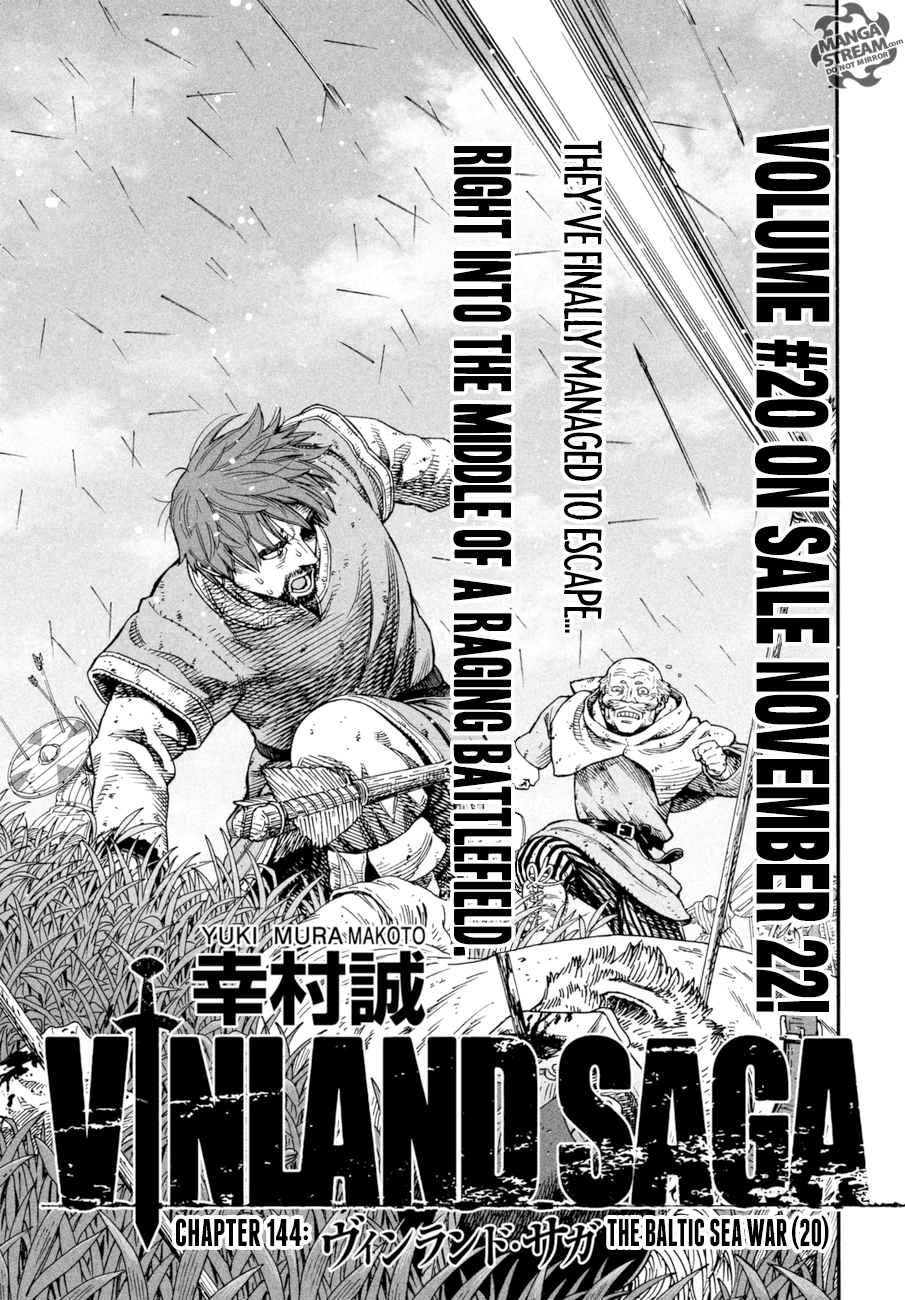 MANGA
STREAM.com
DO NOT MIRROR
VOLUME #20 ON SALE NOVEMBER 22!
THEY'VE FINALLY MANAGED TO ESCAPE...
RIGHT INTO THE MIDDLE OF A RAGING BATTLEFIELD.
YUKI MURA MAKOTO
幸村誠
VINLAND SAGA
CHAPTER 144: ヴィンランド・サガ THE BALTIC SEA WAR (20)